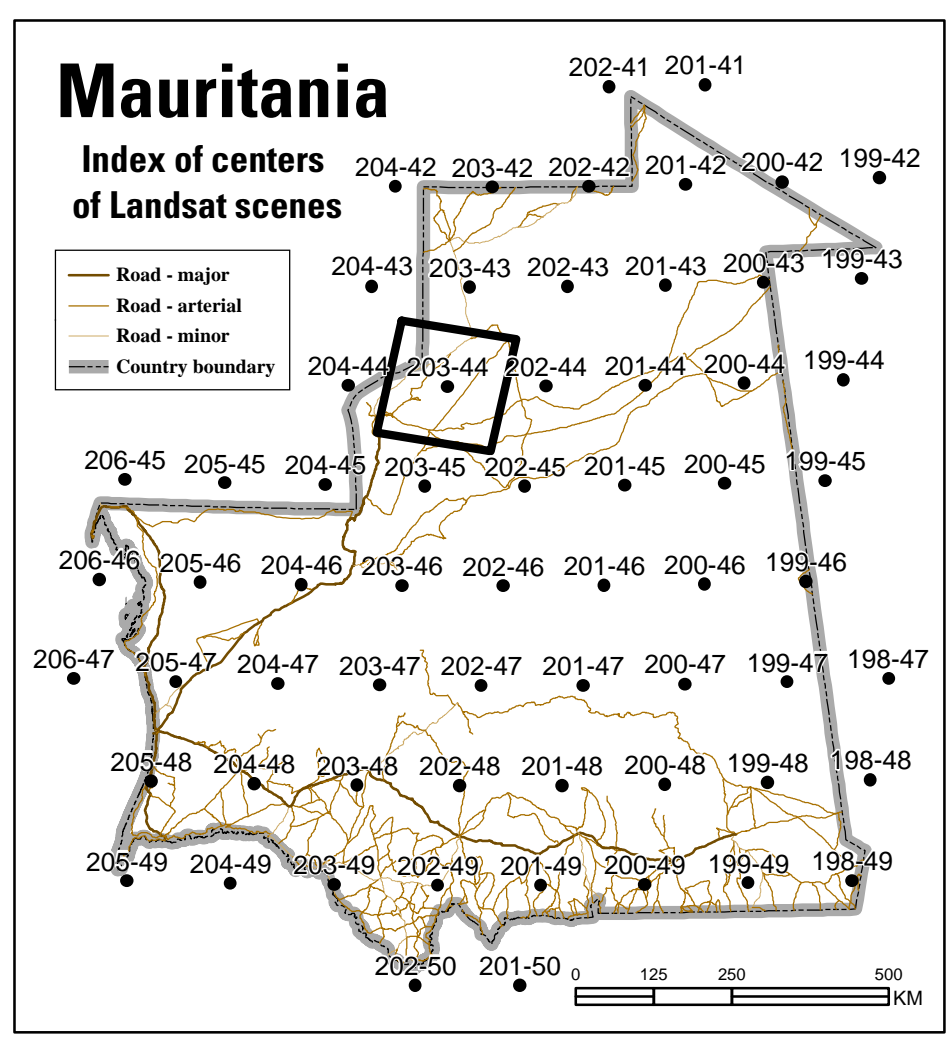 Mauritania
Index of centers
of Landsat scenes
Road - major
Road - arterial
Road - minor
Country boundary
202-41 201-41
204-42 203-42 202-42 201-42 200-42 199-42
204-43 203-43 202-43 201-43 200-43 199-43
204-44 203-44 202-44 201-44 200-44 199-44
206-45 205-45 204-45 203-45 202-45 201-45 200-45 199-45
206-46 205-46 204-46 203-46 202-46 201-46 200-46 199-46
206-47 205-47 204-47 203-47 202-47 201-47 200-47 199-47 198-47
205-48 204-48 203-48 202-48 201-48 200-48 199-48 198-48
205-49 204-49 203-49 202-49 201-49 200-49 199-49 198-49
202-50 201-50
0 125 250 500
KM